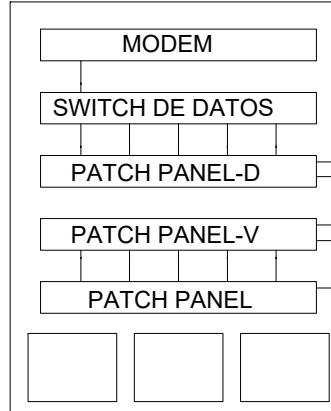 MODEM
SWITCH DE DATOS
PATCH PANEL-D
PATCH PANEL-V
PATCH PANEL